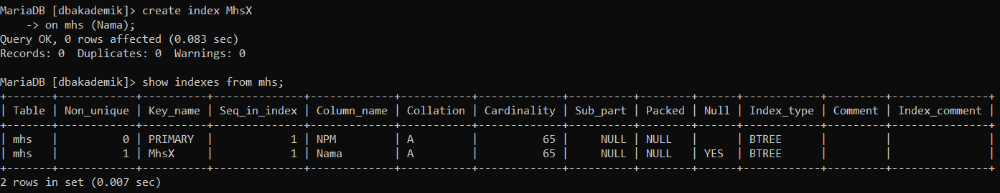 MariaDB [dbakademik]> create index MhsX
    -> on mhs (Nama);
Query OK, 0 rows affected (0.083 sec)
Records: 0  Duplicates: 0  Warnings: 0

MariaDB [dbakademik]> show indexes from mhs;
+-------+------------+----------+--------------+-------------+-----------+-------------+----------+--------+------+------------+---------+---------------+
| Table | Non_unique | Key_name | Seq_in_index | Column_name | Collation | Cardinality | Sub_part | Packed | Null | Index_type | Comment | Index_comment |
+-------+------------+----------+--------------+-------------+-----------+-------------+----------+--------+------+------------+---------+---------------+
| mhs   |          0 | PRIMARY  |            1 | NPM         | A         |          65 |     NULL | NULL   |      | BTREE      |         |               |
| mhs   |          1 | MhsX     |            1 | Nama        | A         |          65 |     NULL | NULL   | YES  | BTREE      |         |               |
+-------+------------+----------+--------------+-------------+-----------+-------------+----------+--------+------+------------+---------+---------------+
2 rows in set (0.007 sec)